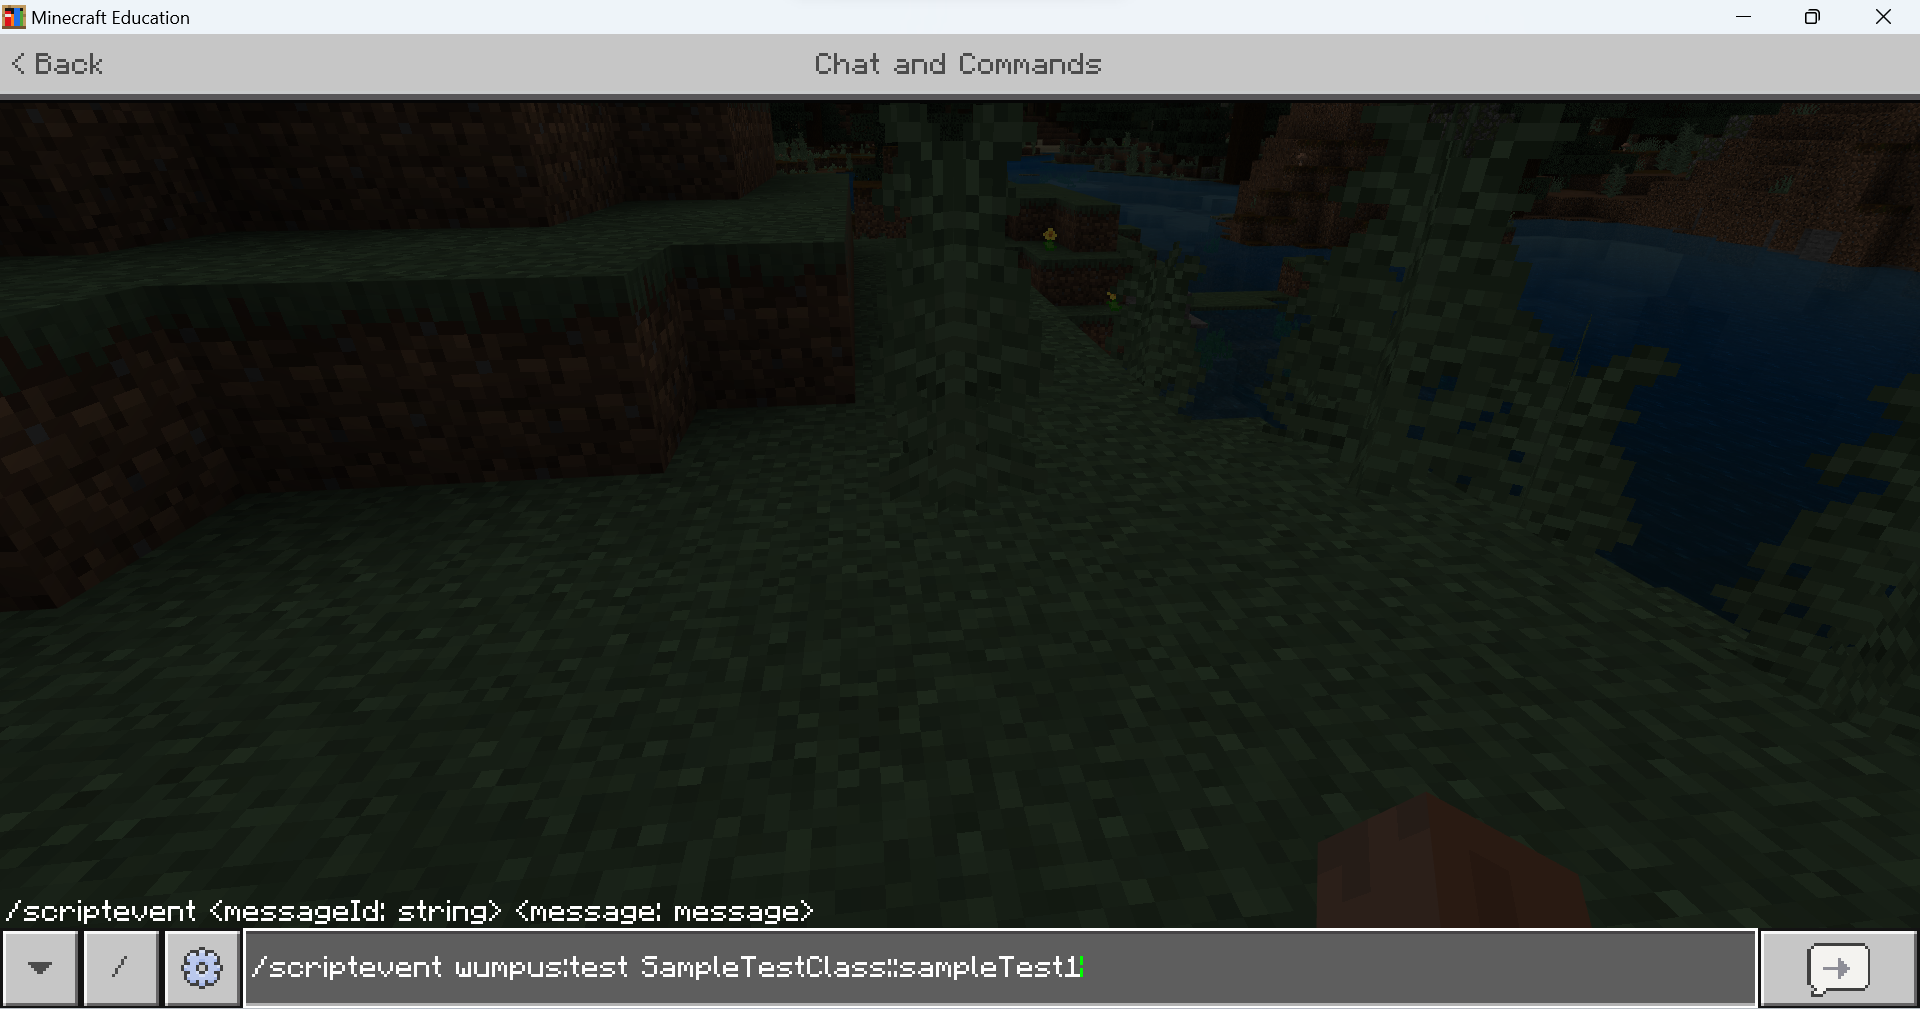 Minecraft Education
< Back
Chat and Commands
/scriptevent <messageId: string> <message: message>
/
/scriptevent wumpus:test SampleTestClass::sampleTest1